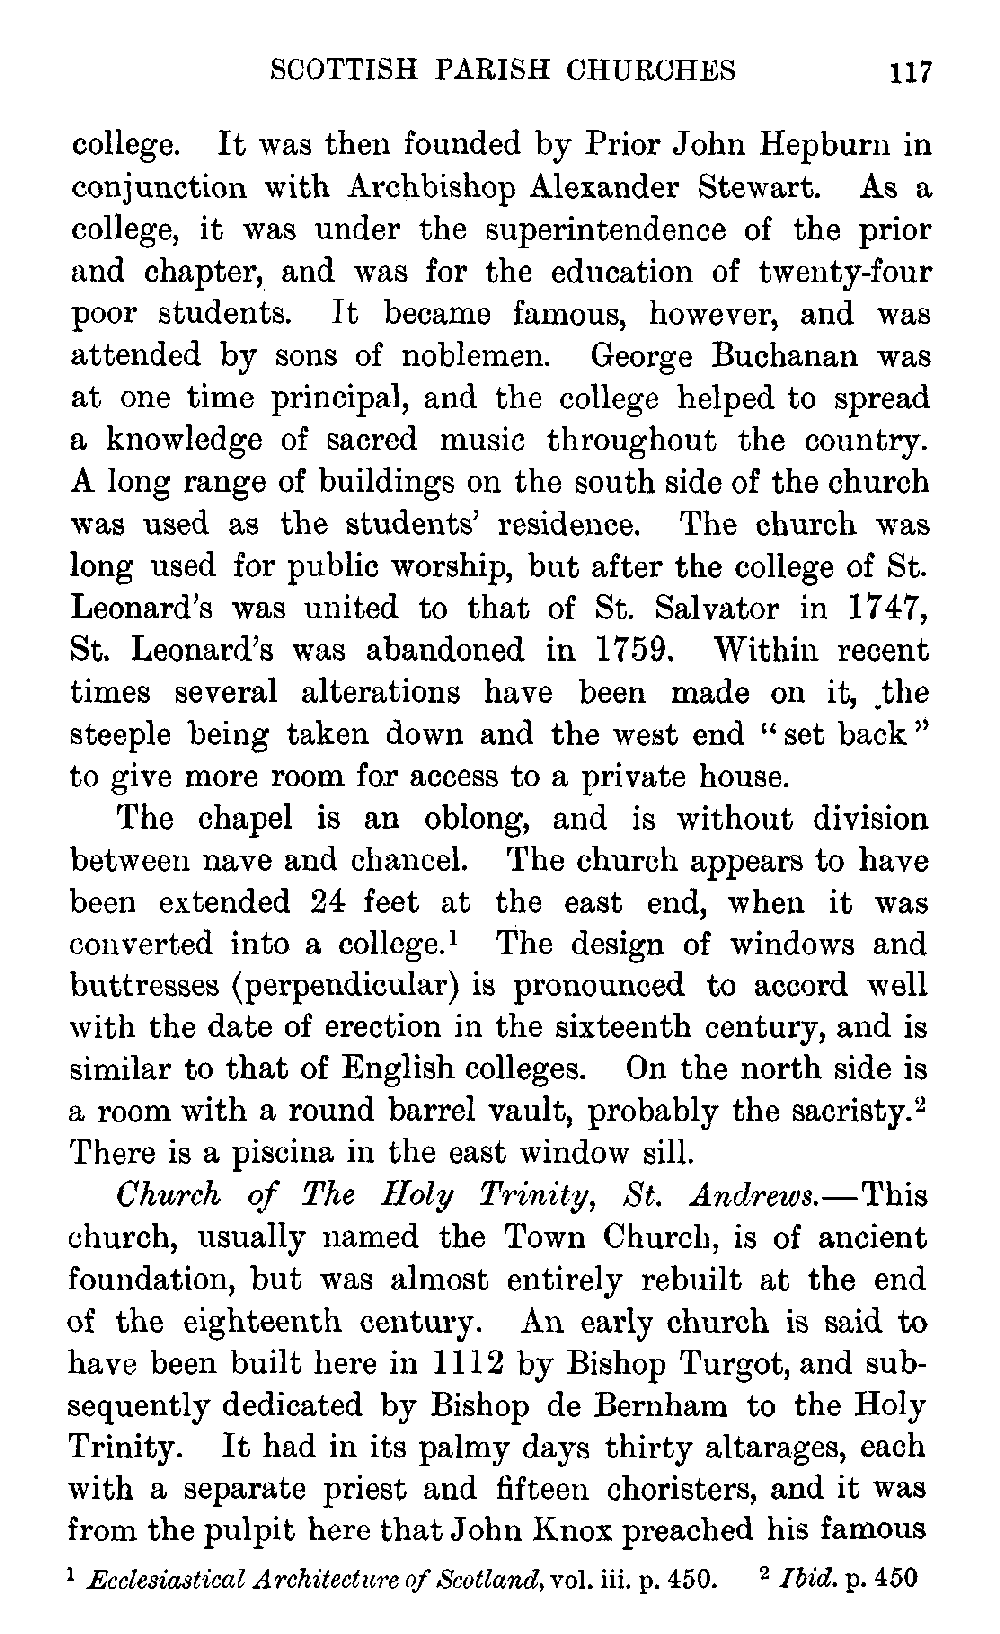 SCOTTISH PARISH CHURCHES 117
college. It was then founded by Prior John Hepburn in
conjunction with Archbishop Alexander Stewart. As a
college, it was under the superintendence of the prior
and chapter, and was for the education of twenty-four
poor students. It became famous, however, and was
attended by sons of noblemen. George Buchanan was
at one time principal, and the college helped to spread
a knowledge of sacred music throughout the country.
A long range of buildings on the south side of the church
was used as the students’ residence. The church was
long used for public worship, but after the college of St.
Leonard’s was united to that of St. Salvator in 1747,
St. Leonard’s was abandoned in 1759. Within recent
times several alterations have been made on it, the
steeple being taken down and the west end “set back”
to give more room for access to a private house.
The chapel is an oblong, and is without division
between nave and chancel. The church appears to have
been extended 24 feet at the east end, when it was
converted into a college.¹ The design of windows and
buttresses (perpendicular) is pronounced to accord well
with the date of erection in the sixteenth century, and is
similar to that of English colleges. On the north side is
a room with a round barrel vault, probably the sacristy.²
There is a piscina in the east window sill.
Church of The Holy Trinity, St. Andrews.—This
church, usually named the Town Church, is of ancient
foundation, but was almost entirely rebuilt at the end
of the eighteenth century. An early church is said to
have been built here in 1112 by Bishop Turgot, and sub-
sequently dedicated by Bishop de Bernham to the Holy
Trinity. It had in its palmy days thirty altarages, each
with a separate priest and fifteen choristers, and it was
from the pulpit here that John Knox preached his famous
¹ Ecclesiastical Architecture of Scotland, vol. iii. p. 450. ² Ibid. p. 450